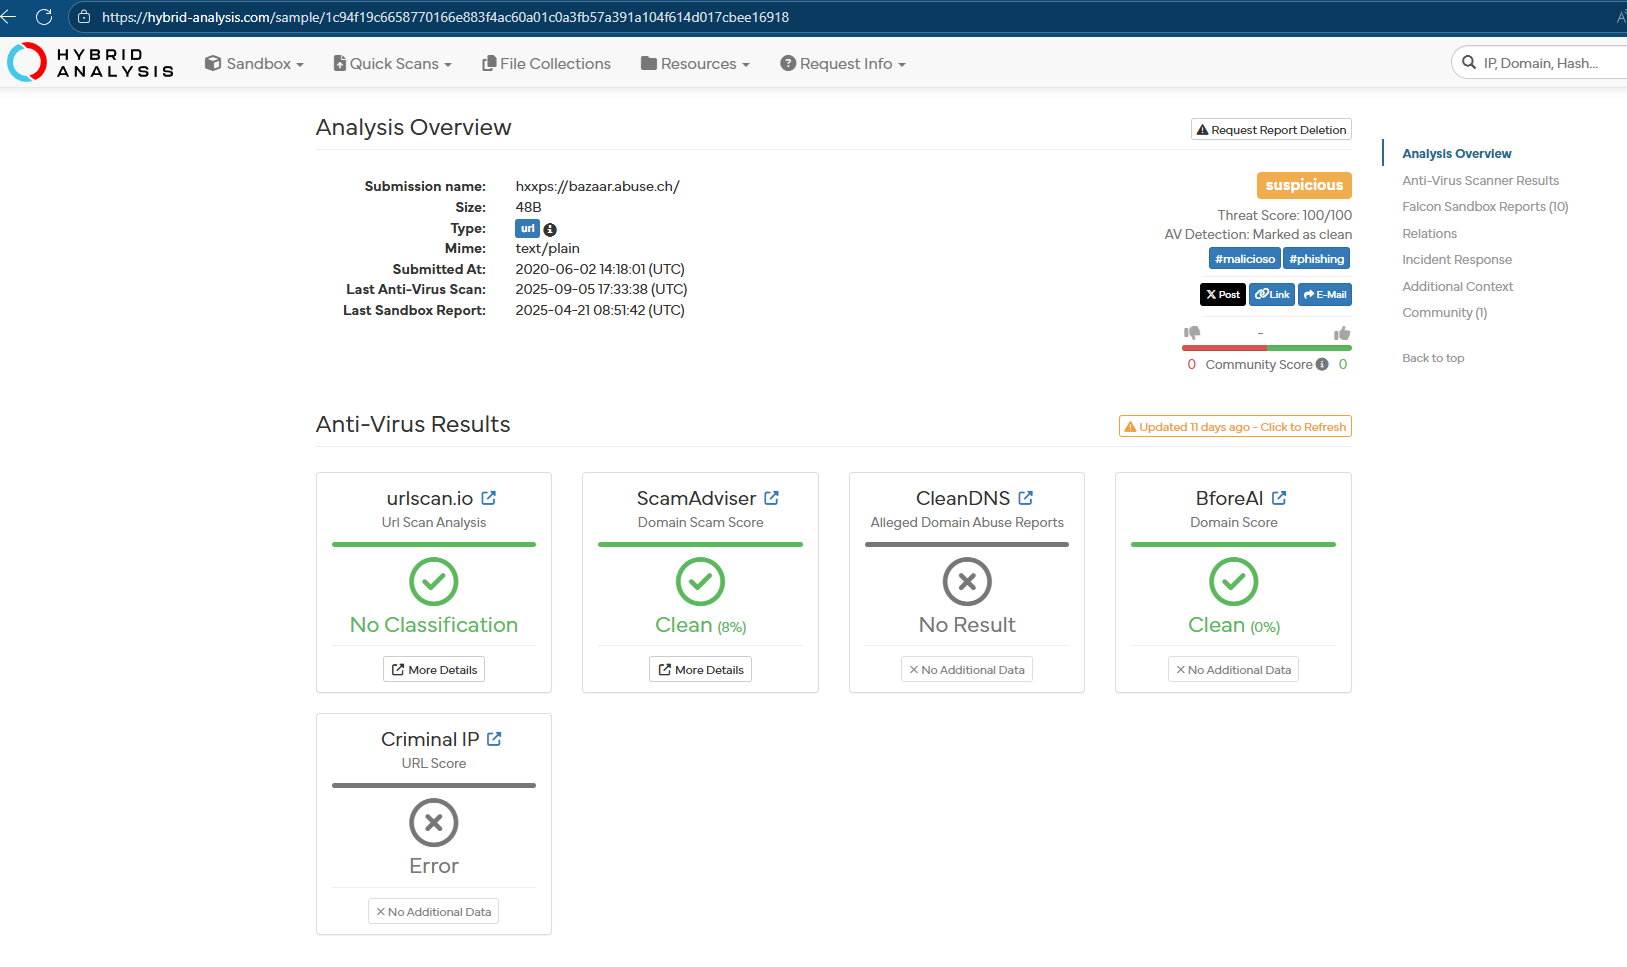 https://hybrid-analysis.com/sample/1c94f19c6658770166e883f4ac60a01c0a3fb57a391a104f614d017cbee16918
HYBRID
ANALYSIS
Sandbox
Quick Scans
File Collections
Resources
Request Info
IP, Domain, Hash...
Analysis Overview
Request Report Deletion
Submission name: hxxps://bazaar.abuse.ch/
Size: 48B
Type: url
Mime: text/plain
Submitted At: 2020-06-02 14:18:01 (UTC)
Last Anti-Virus Scan: 2025-09-05 17:33:38 (UTC)
Last Sandbox Report: 2025-04-21 08:51:42 (UTC)
suspicious
Threat Score: 100/100
AV Detection: Marked as clean
#malicioso #phishing
X Post Link E-Mail
-
0 Community Score 0
Analysis Overview
Anti-Virus Scanner Results
Falcon Sandbox Reports (10)
Relations
Incident Response
Additional Context
Community (1)
Back to top
Anti-Virus Results
Updated 11 days ago - Click to Refresh
urlscan.io
Url Scan Analysis
No Classification
More Details
ScamAdviser
Domain Scam Score
Clean (8%)
More Details
CleanDNS
Alleged Domain Abuse Reports
No Result
No Additional Data
BforeAI
Domain Score
Clean (0%)
No Additional Data
Criminal IP
URL Score
Error
No Additional Data